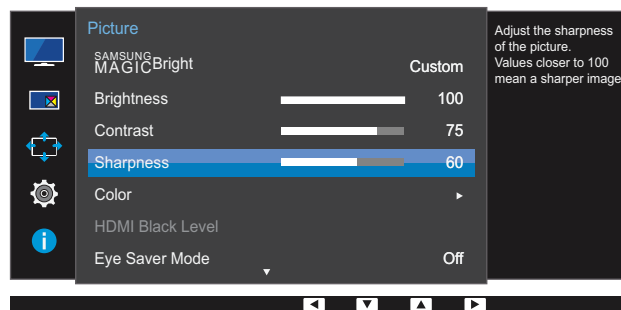 Picture
SAMSUNG
MAGICBright Custom
Brightness 100
Contrast 75
Sharpness 60
Color
HDMI Black Level
Eye Saver Mode Off
Adjust the sharpness
of the picture.
Values closer to 100
mean a sharper image